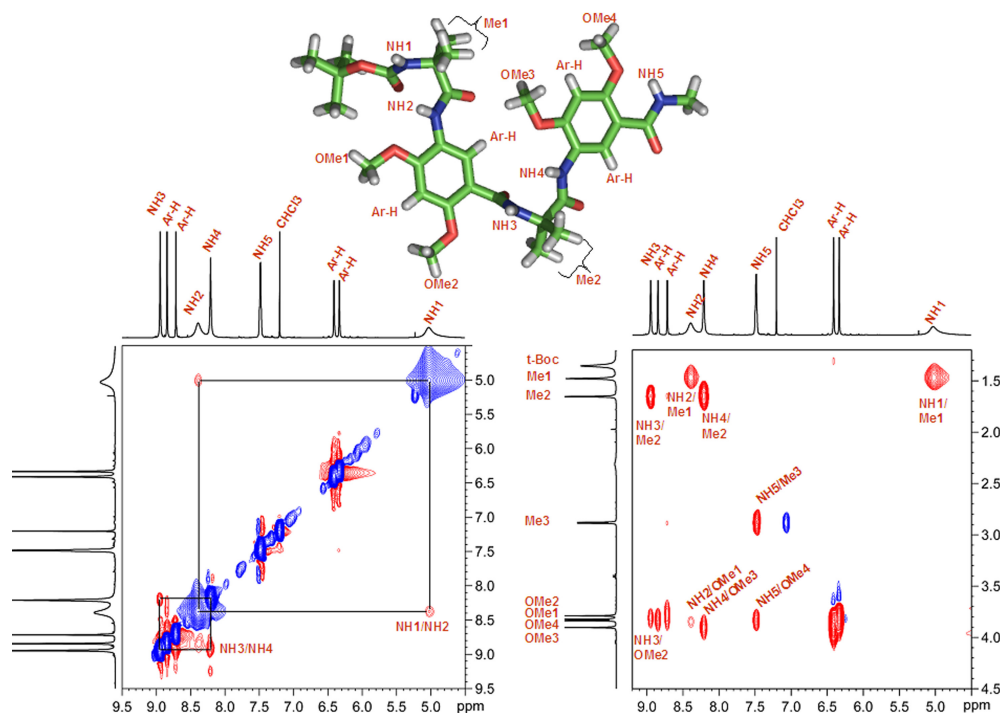 OMe4
Me1
NH1
OMe3
Ar-H
NH5
NH2
Ar-H
OMe1
NH4
Ar-H
Ar-H
NH3
OMe2
Me2
NH3
Ar-H
Ar-H
NH2
NH4
NH5
CHCl3
Ar-H
Ar-H
NH1
NH3
Ar-H
Ar-H
NH2
NH4
NH5
CHCl3
Ar-H
Ar-H
NH1
5.0
5.5
6.0
6.5
7.0
7.5
8.0
8.5
9.0
9.5
NH1/NH2
NH3/NH4
9.5 9.0 8.5 8.0 7.5 7.0 6.5 6.0 5.5 5.0 ppm
t-Boc
Me1
Me2
Me3
OMe2
OMe1
OMe4
OMe3
NH3/
Me2
NH2/
Me1
NH4/
Me2
NH1/
Me1
NH5/Me3
NH2/OMe1
NH4/OMe3
NH5/OMe4
NH3/
OMe2
1.5
2.0
2.5
3.0
3.5
4.0
4.5
9.0 8.5 8.0 7.5 7.0 6.5 6.0 5.5 5.0 ppm